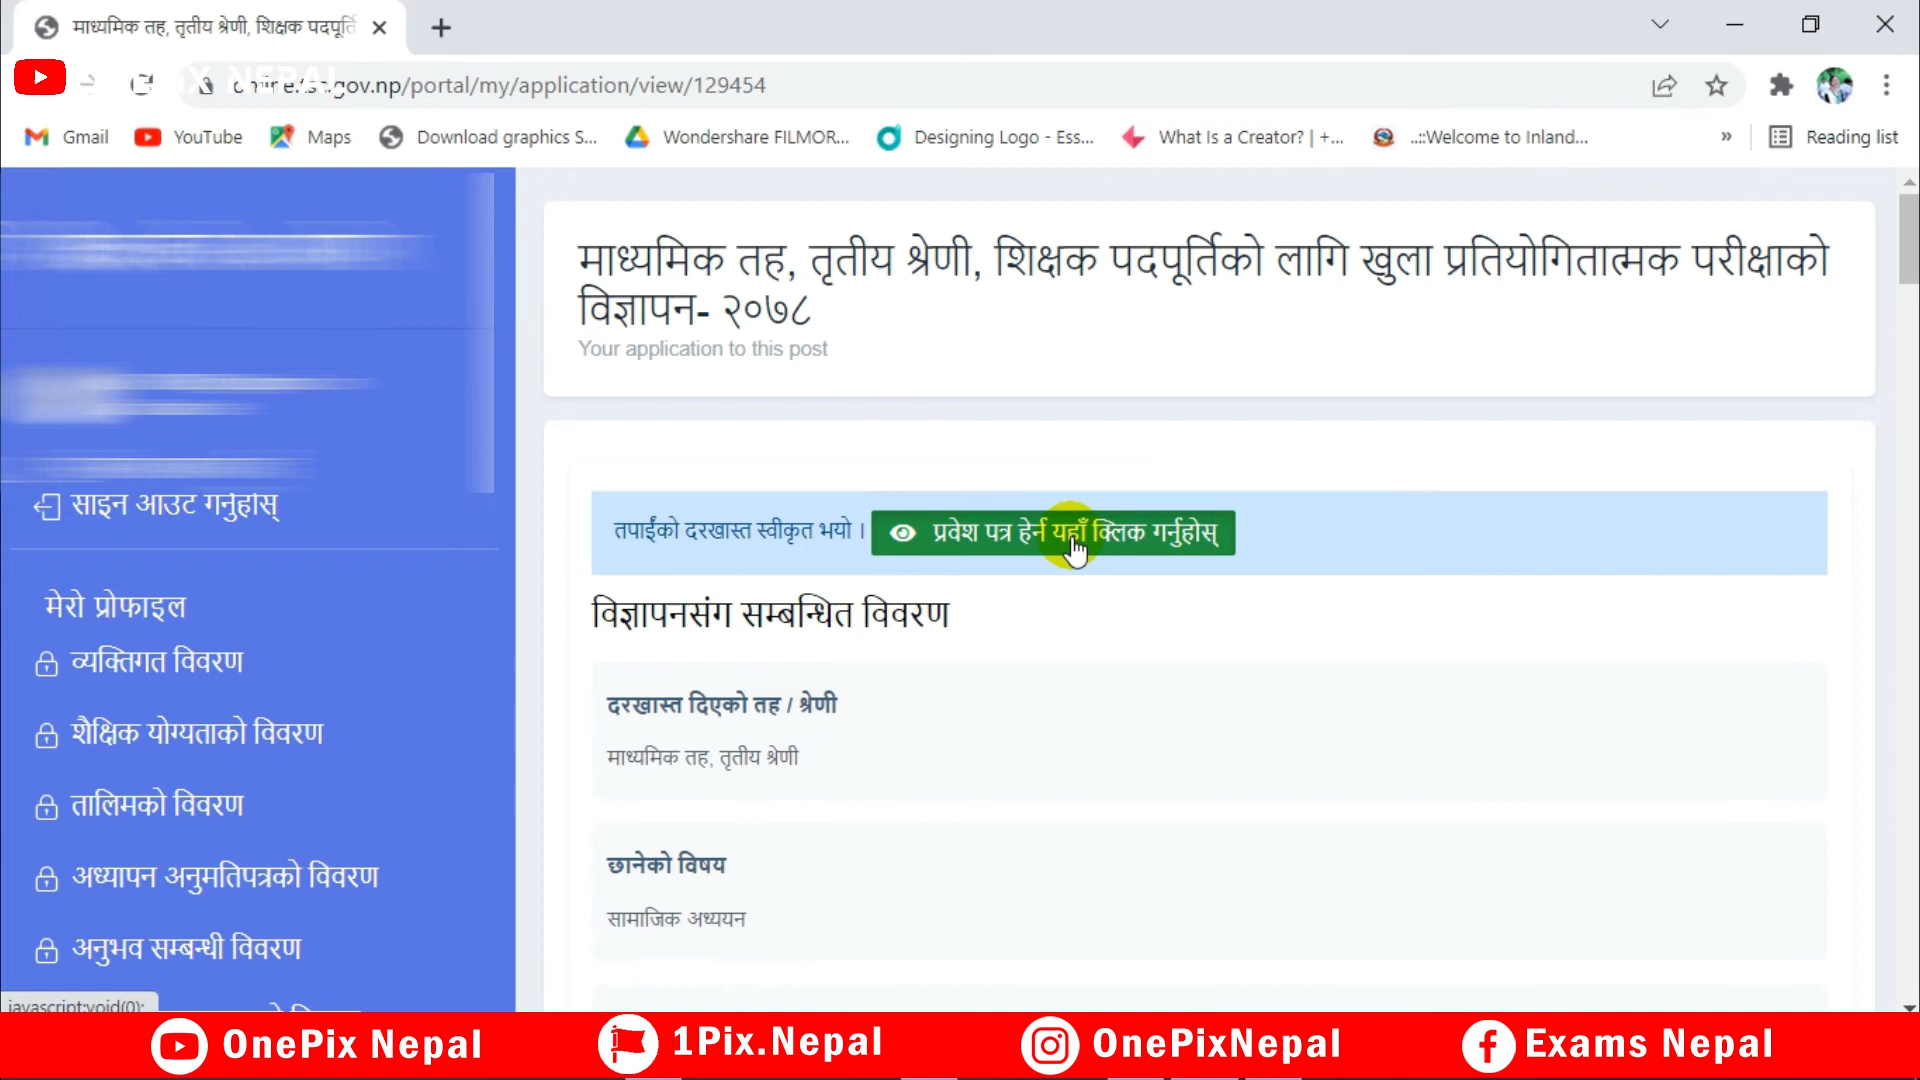 माध्यमिक तह, तृतीय श्रेणी, शिक्षक पदपूर्ति
.gov.np/portal/my/application/view/129454
Gmail
YouTube
Maps
Download graphics S...
Wondershare FILMOR...
Designing Logo - Ess...
What Is a Creator? | +...
..::Welcome to Inland...
»
Reading list
माध्यमिक तह, तृतीय श्रेणी, शिक्षक पदपूर्तिको लागि खुला प्रतियोगितात्मक परीक्षाको
विज्ञापन- २०७८
Your application to this post
तपाईंको दरखास्त स्वीकृत भयो । प्रवेश पत्र हेर्न यहाँ क्लिक गर्नुहोस्
विज्ञापनसंग सम्बन्धित विवरण
दरखास्त दिएको तह / श्रेणी
माध्यमिक तह, तृतीय श्रेणी
छानेको विषय
सामाजिक अध्ययन
साइन आउट गर्नुहोस्
मेरो प्रोफाइल
व्यक्तिगत विवरण
शैक्षिक योग्यताको विवरण
तालिमको विवरण
अध्यापन अनुमतिपत्रको विवरण
अनुभव सम्बन्धी विवरण
javascript:void(0);
OnePix Nepal
1Pix.Nepal
OnePixNepal
Exams Nepal